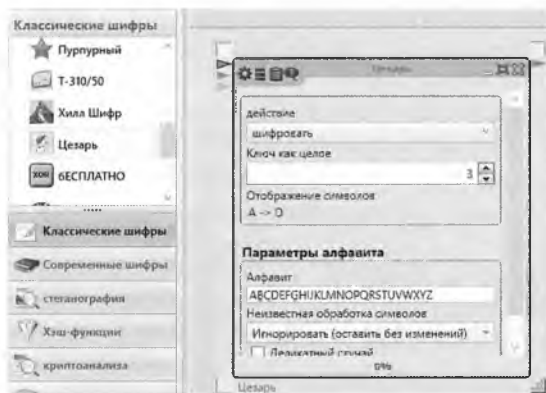 Классические шифры
Пурпурный
Т-310/50
Хилл Шифр
Цезарь
XOR бЕСПЛАТНО
Классические шифры
Современные шифры
стеганография
Хэш-функции
криптоанализа
Цезарь
действие
шифровать
Ключ как целое
3
Отображение символов
A -> D
Параметры алфавита
Алфавит
ABCDEFGHIJKLMNOPQRSTUVWXYZ
Неизвестная обработка символов
Игнорировать (оставить без изменений)
Деликатный случай
0%
Цезарь